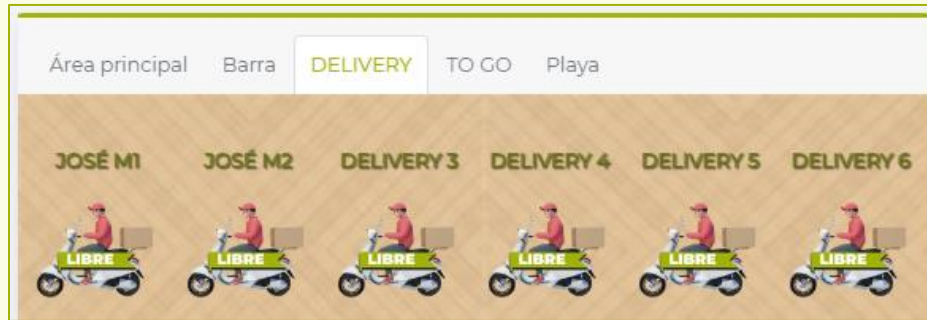 Área principal Barra DELIVERY TO GO Playa
JOSÉ M1 JOSÉ M2 DELIVERY 3 DELIVERY 4 DELIVERY 5 DELIVERY 6
LIBRE LIBRE LIBRE LIBRE LIBRE LIBRE